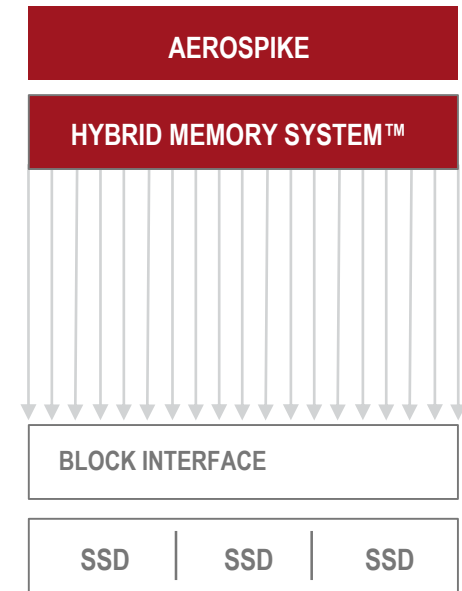 AEROSPIKE
HYBRID MEMORY SYSTEM™
BLOCK INTERFACE
SSD SSD SSD